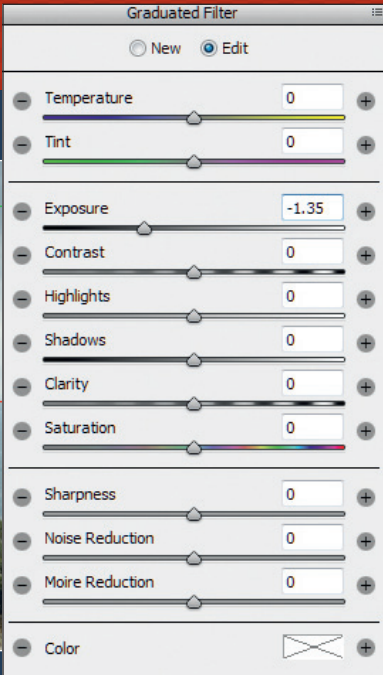 Graduated Filter
New Edit
Temperature 0
Tint 0
Exposure -1.35
Contrast 0
Highlights 0
Shadows 0
Clarity 0
Saturation 0
Sharpness 0
Noise Reduction 0
Moire Reduction 0
Color